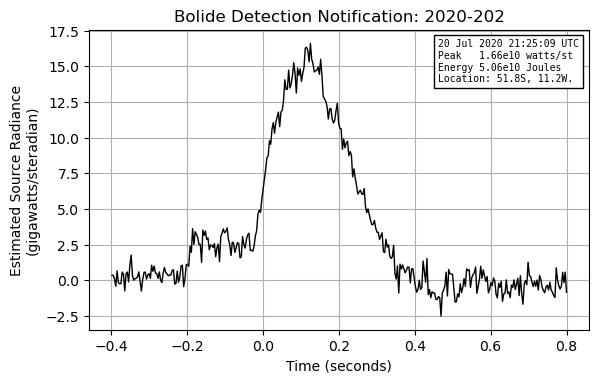 Bolide Detection Notification: 2020-202
20 Jul 2020 21:25:09 UTC
Peak   1.66e10 watts/st
Energy 5.06e10 Joules
Location: 51.8S, 11.2W.
Estimated Source Radiance
(gigawatts/steradian)
17.5
15.0
12.5
10.0
7.5
5.0
2.5
0.0
−2.5
−0.4 −0.2 0.0 0.2 0.4 0.6 0.8
Time (seconds)